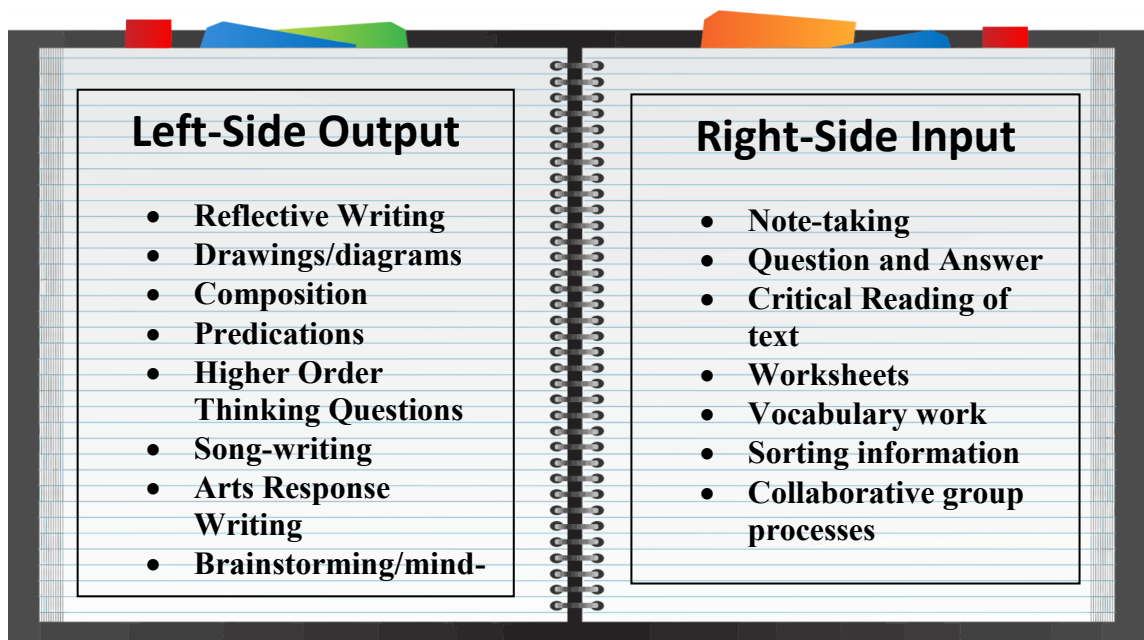 Left-Side Output
• Reflective Writing
• Drawings/diagrams
• Composition
• Predications
• Higher Order
Thinking Questions
• Song-writing
• Arts Response
Writing
• Brainstorming/mind-
Right-Side Input
• Note-taking
• Question and Answer
• Critical Reading of
text
• Worksheets
• Vocabulary work
• Sorting information
• Collaborative group
processes